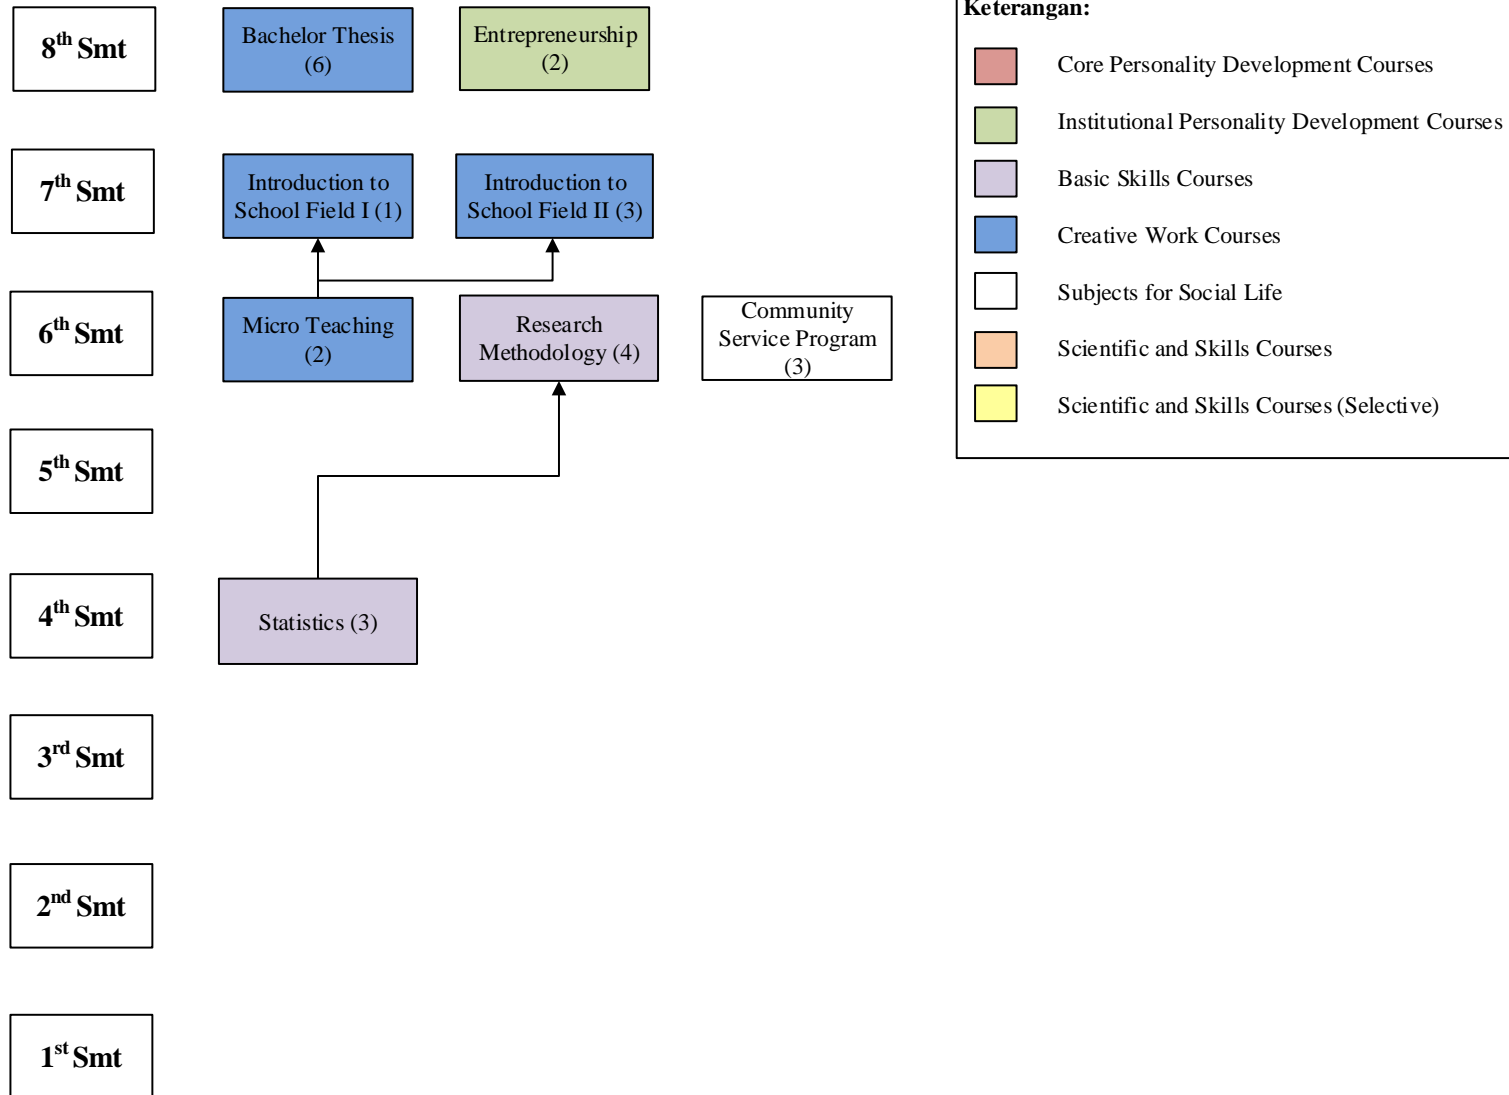 8th Smt
Bachelor Thesis
(6)
Entrepreneurship
(2)
7th Smt
Introduction to
School Field I (1)
Introduction to
School Field II (3)
6th Smt
Micro Teaching
(2)
Research
Methodology (4)
Community
Service Program
(3)
5th Smt
4th Smt
Statistics (3)
3rd Smt
2nd Smt
1st Smt
Keterangan:
Core Personality Development Courses
Institutional Personality Development Courses
Basic Skills Courses
Creative Work Courses
Subjects for Social Life
Scientific and Skills Courses
Scientific and Skills Courses (Selective)